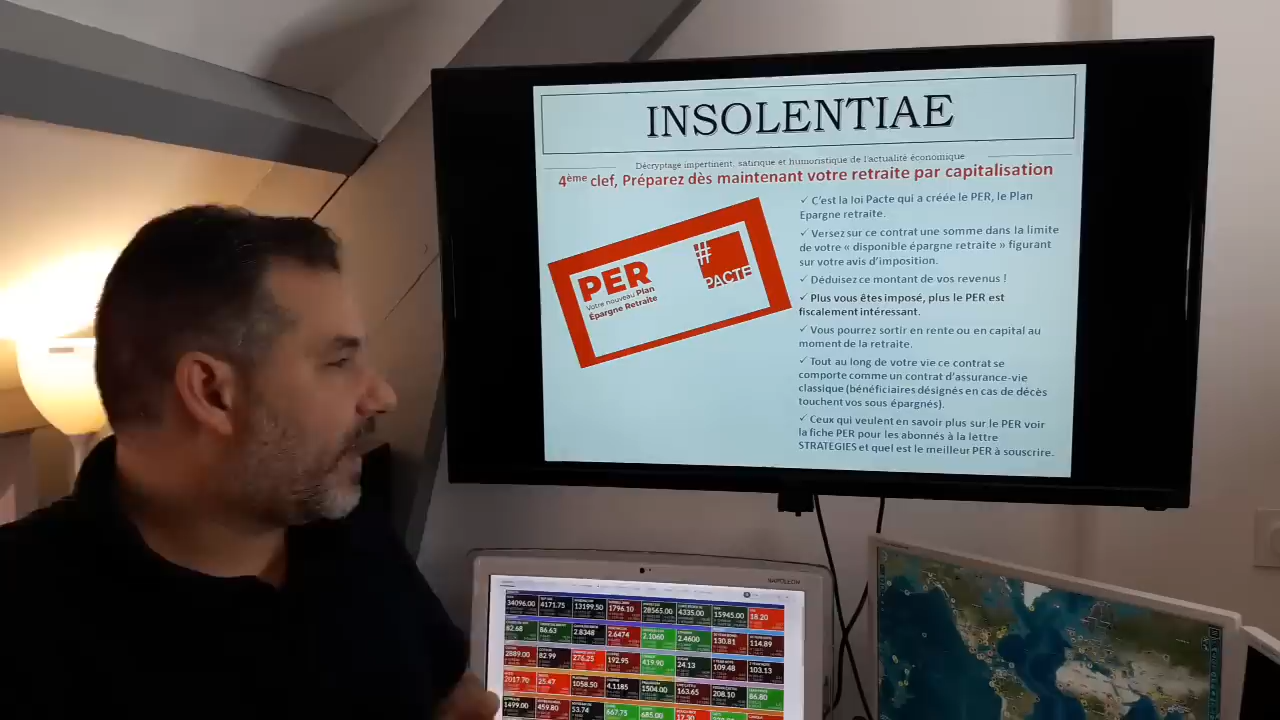 INSOLENTIAE
Décryptage impertinent, satirique et humoristique de l'actualité économique
4ème clef, Préparez dès maintenant votre retraite par capitalisation
PER
Votre nouveau Plan
Épargne Retraite
#
PACTE
✓ C'est la loi Pacte qui a créée le PER, le Plan
Epargne retraite.
✓ Versez sur ce contrat une somme dans la limite
de votre « disponible épargne retraite » figurant
sur votre avis d'imposition.
✓ Déduisez ce montant de vos revenus !
✓ Plus vous êtes imposé, plus le PER est
fiscalement intéressant.
✓ Vous pourrez sortir en rente ou en capital au
moment de la retraite.
✓ Tout au long de votre vie ce contrat se
comporte comme un contrat d'assurance-vie
classique (bénéficiaires désignés en cas de décès
touchent vos sous épargnés).
✓ Ceux qui veulent en savoir plus sur le PER voir
la fiche PER pour les abonnés à la lettre
STRATEGIES et quel est le meilleur PER à souscrire.
34096.00 4171.75 13199.50 1796.10 28565.00 4335.00 15945.00 18.20
82.68 86.63 2.8348 2.6474 2.1060 2.4600 130.81 114.89
2889.00 82.99 276.25 192.95 419.90 24.13 109.48 103.13
2017.70 25.47 1058.50 4.1185 1504.00 163.65 208.10 86.80
1499.00 459.80 53.74 667.75 685.00 17.30